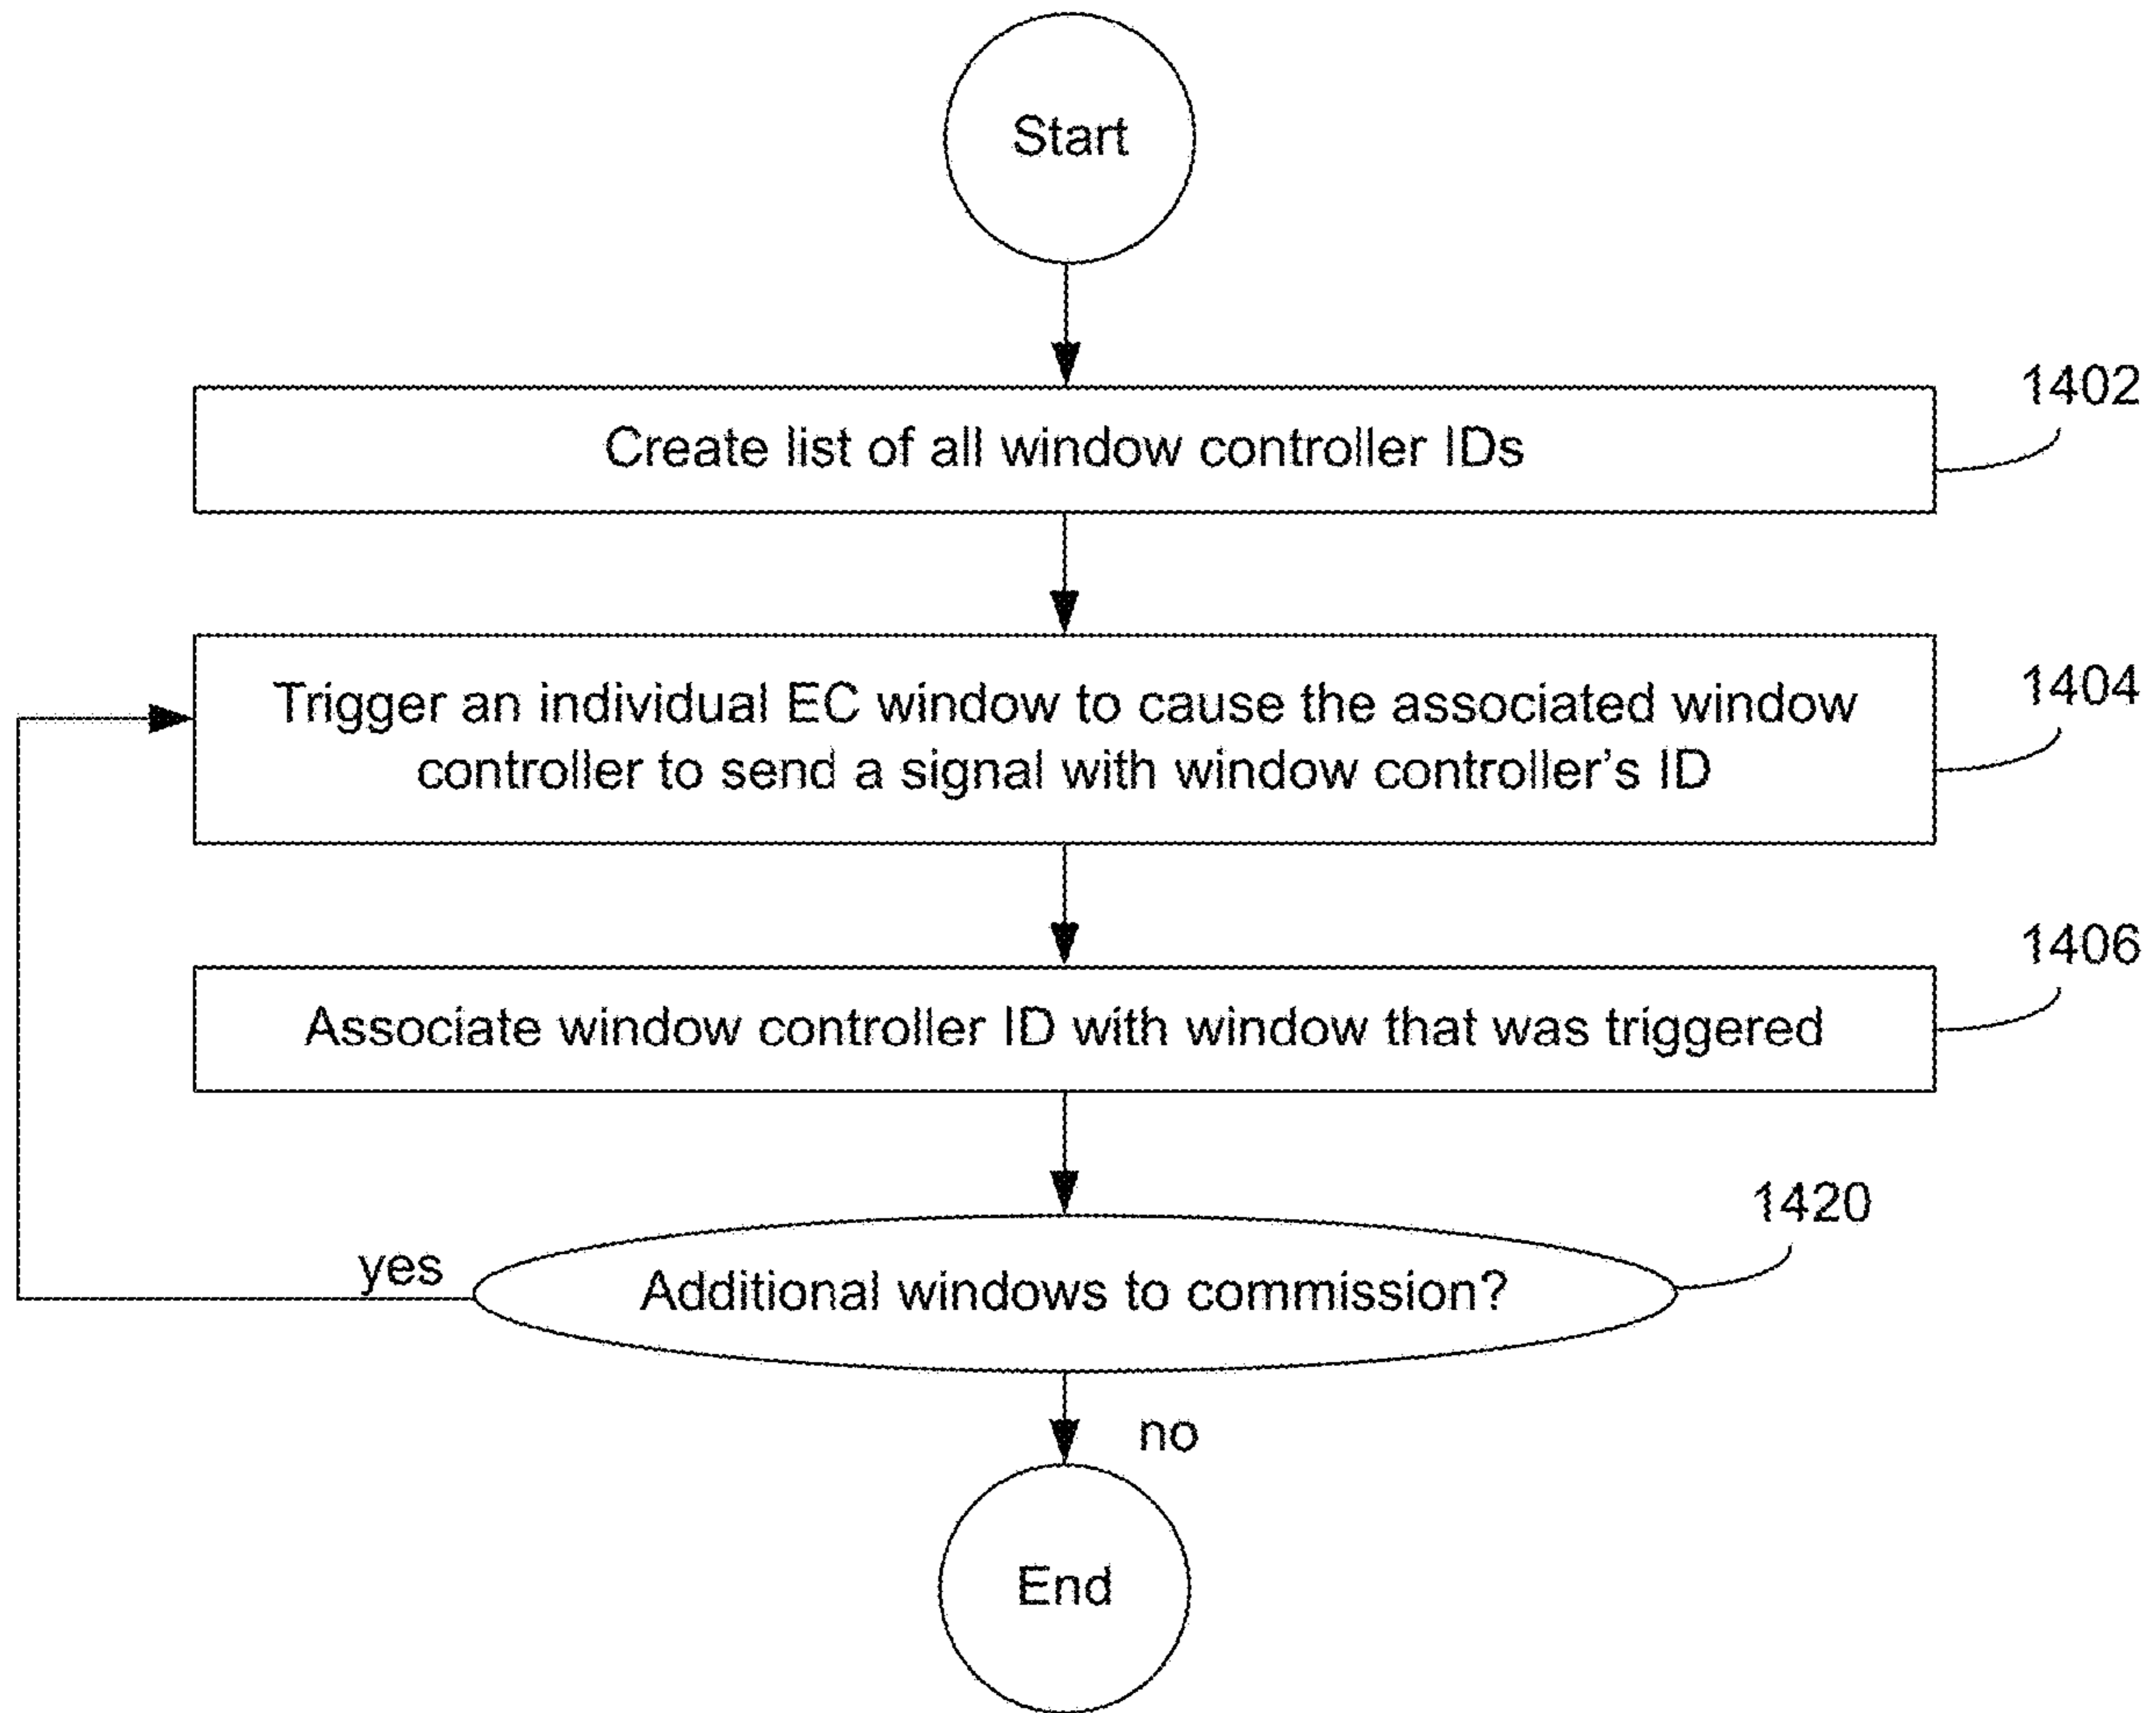 Start
1402
Create list of all window controller IDs
1404
Trigger an individual EC window to cause the associated window
controller to send a signal with window controller's ID
1406
Associate window controller ID with window that was triggered
1420
yes
Additional windows to commission?
no
End